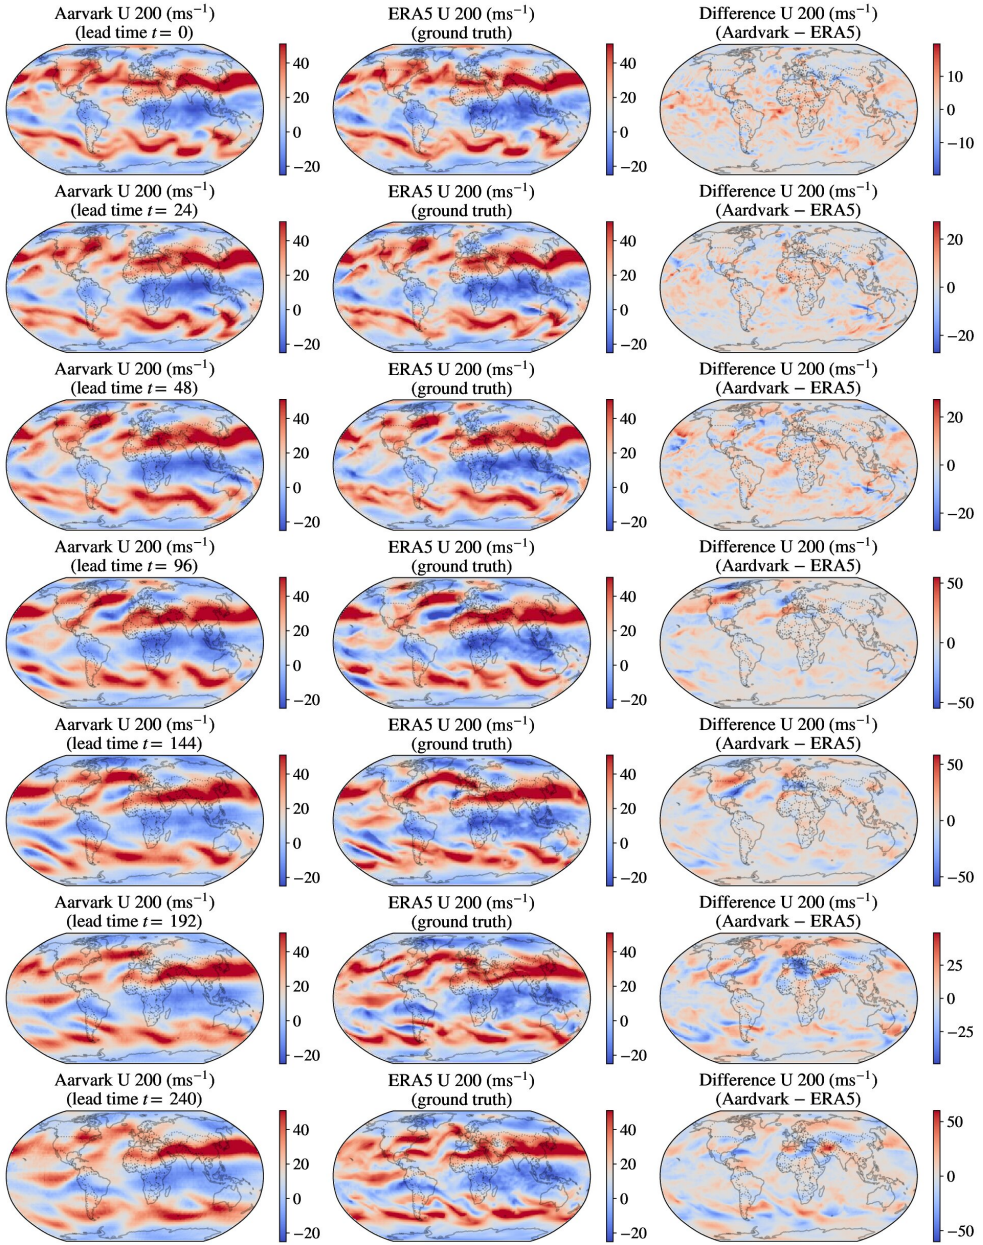 Aarvark U 200 (ms⁻¹)
(lead time t = 0)
ERA5 U 200 (ms⁻¹)
(ground truth)
Difference U 200 (ms⁻¹)
(Aardvark − ERA5)
40
20
0
−20
40
20
0
−20
10
0
−10
Aarvark U 200 (ms⁻¹)
(lead time t = 24)
ERA5 U 200 (ms⁻¹)
(ground truth)
Difference U 200 (ms⁻¹)
(Aardvark − ERA5)
40
20
0
−20
40
20
0
−20
20
0
−20
Aarvark U 200 (ms⁻¹)
(lead time t = 48)
ERA5 U 200 (ms⁻¹)
(ground truth)
Difference U 200 (ms⁻¹)
(Aardvark − ERA5)
40
20
0
−20
40
20
0
−20
20
0
−20
Aarvark U 200 (ms⁻¹)
(lead time t = 96)
ERA5 U 200 (ms⁻¹)
(ground truth)
Difference U 200 (ms⁻¹)
(Aardvark − ERA5)
40
20
0
−20
40
20
0
−20
50
0
−50
Aarvark U 200 (ms⁻¹)
(lead time t = 144)
ERA5 U 200 (ms⁻¹)
(ground truth)
Difference U 200 (ms⁻¹)
(Aardvark − ERA5)
40
20
0
−20
40
20
0
−20
50
0
−50
Aarvark U 200 (ms⁻¹)
(lead time t = 192)
ERA5 U 200 (ms⁻¹)
(ground truth)
Difference U 200 (ms⁻¹)
(Aardvark − ERA5)
40
20
0
−20
40
20
0
−20
25
0
−25
Aarvark U 200 (ms⁻¹)
(lead time t = 240)
ERA5 U 200 (ms⁻¹)
(ground truth)
Difference U 200 (ms⁻¹)
(Aardvark − ERA5)
40
20
0
−20
40
20
0
−20
50
0
−50